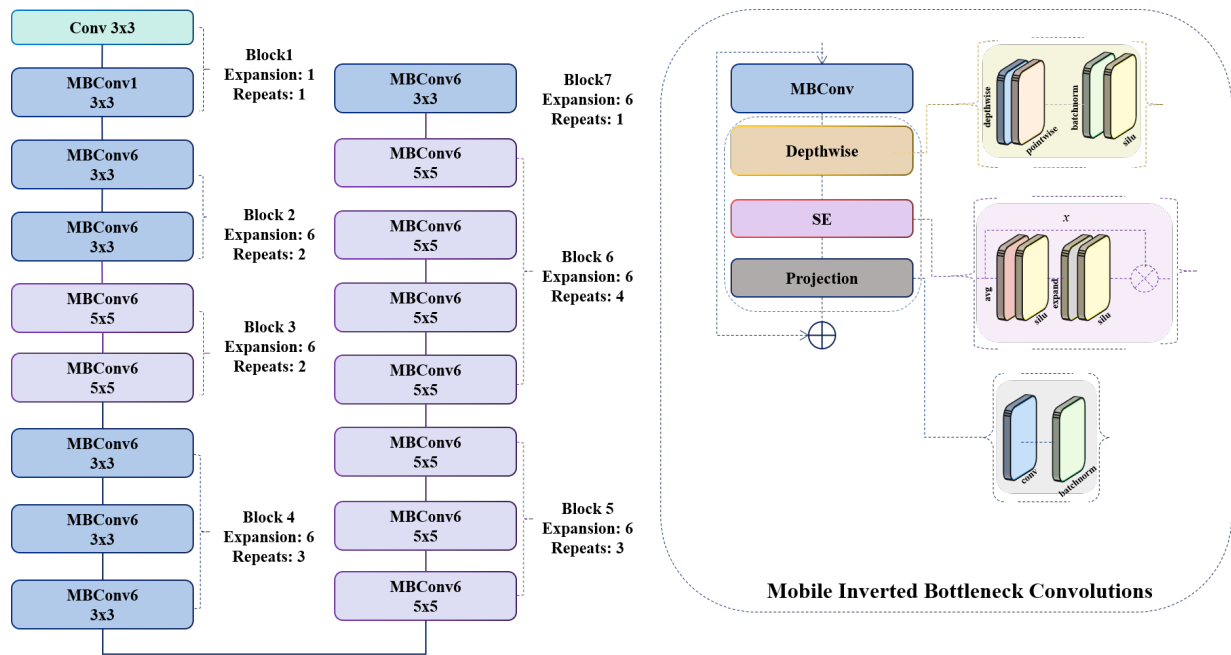 Conv 3x3
MBConv1
3x3
Block1
Expansion: 1
Repeats: 1
MBConv6
3x3
MBConv6
3x3
Block 2
Expansion: 6
Repeats: 2
MBConv6
5x5
MBConv6
5x5
Block 3
Expansion: 6
Repeats: 2
MBConv6
3x3
MBConv6
3x3
MBConv6
3x3
Block 4
Expansion: 6
Repeats: 3
MBConv6
3x3
Block7
Expansion: 6
Repeats: 1
MBConv6
5x5
MBConv6
5x5
MBConv6
5x5
MBConv6
5x5
Block 6
Expansion: 6
Repeats: 4
MBConv6
5x5
MBConv6
5x5
MBConv6
5x5
Block 5
Expansion: 6
Repeats: 3
MBConv
Depthwise
SE
Projection
depthwise
pointwise
batchnorm
silu
x
avg
silu
expand
silu
conv
batchnorm
Mobile Inverted Bottleneck Convolutions